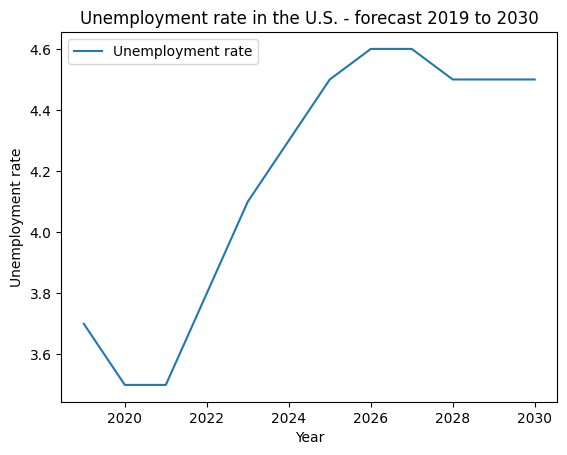 Unemployment rate in the U.S. - forecast 2019 to 2030
Unemployment rate
4.6
4.4
4.2
4.0
3.8
3.6
Unemployment rate
2020 2022 2024 2026 2028 2030
Year